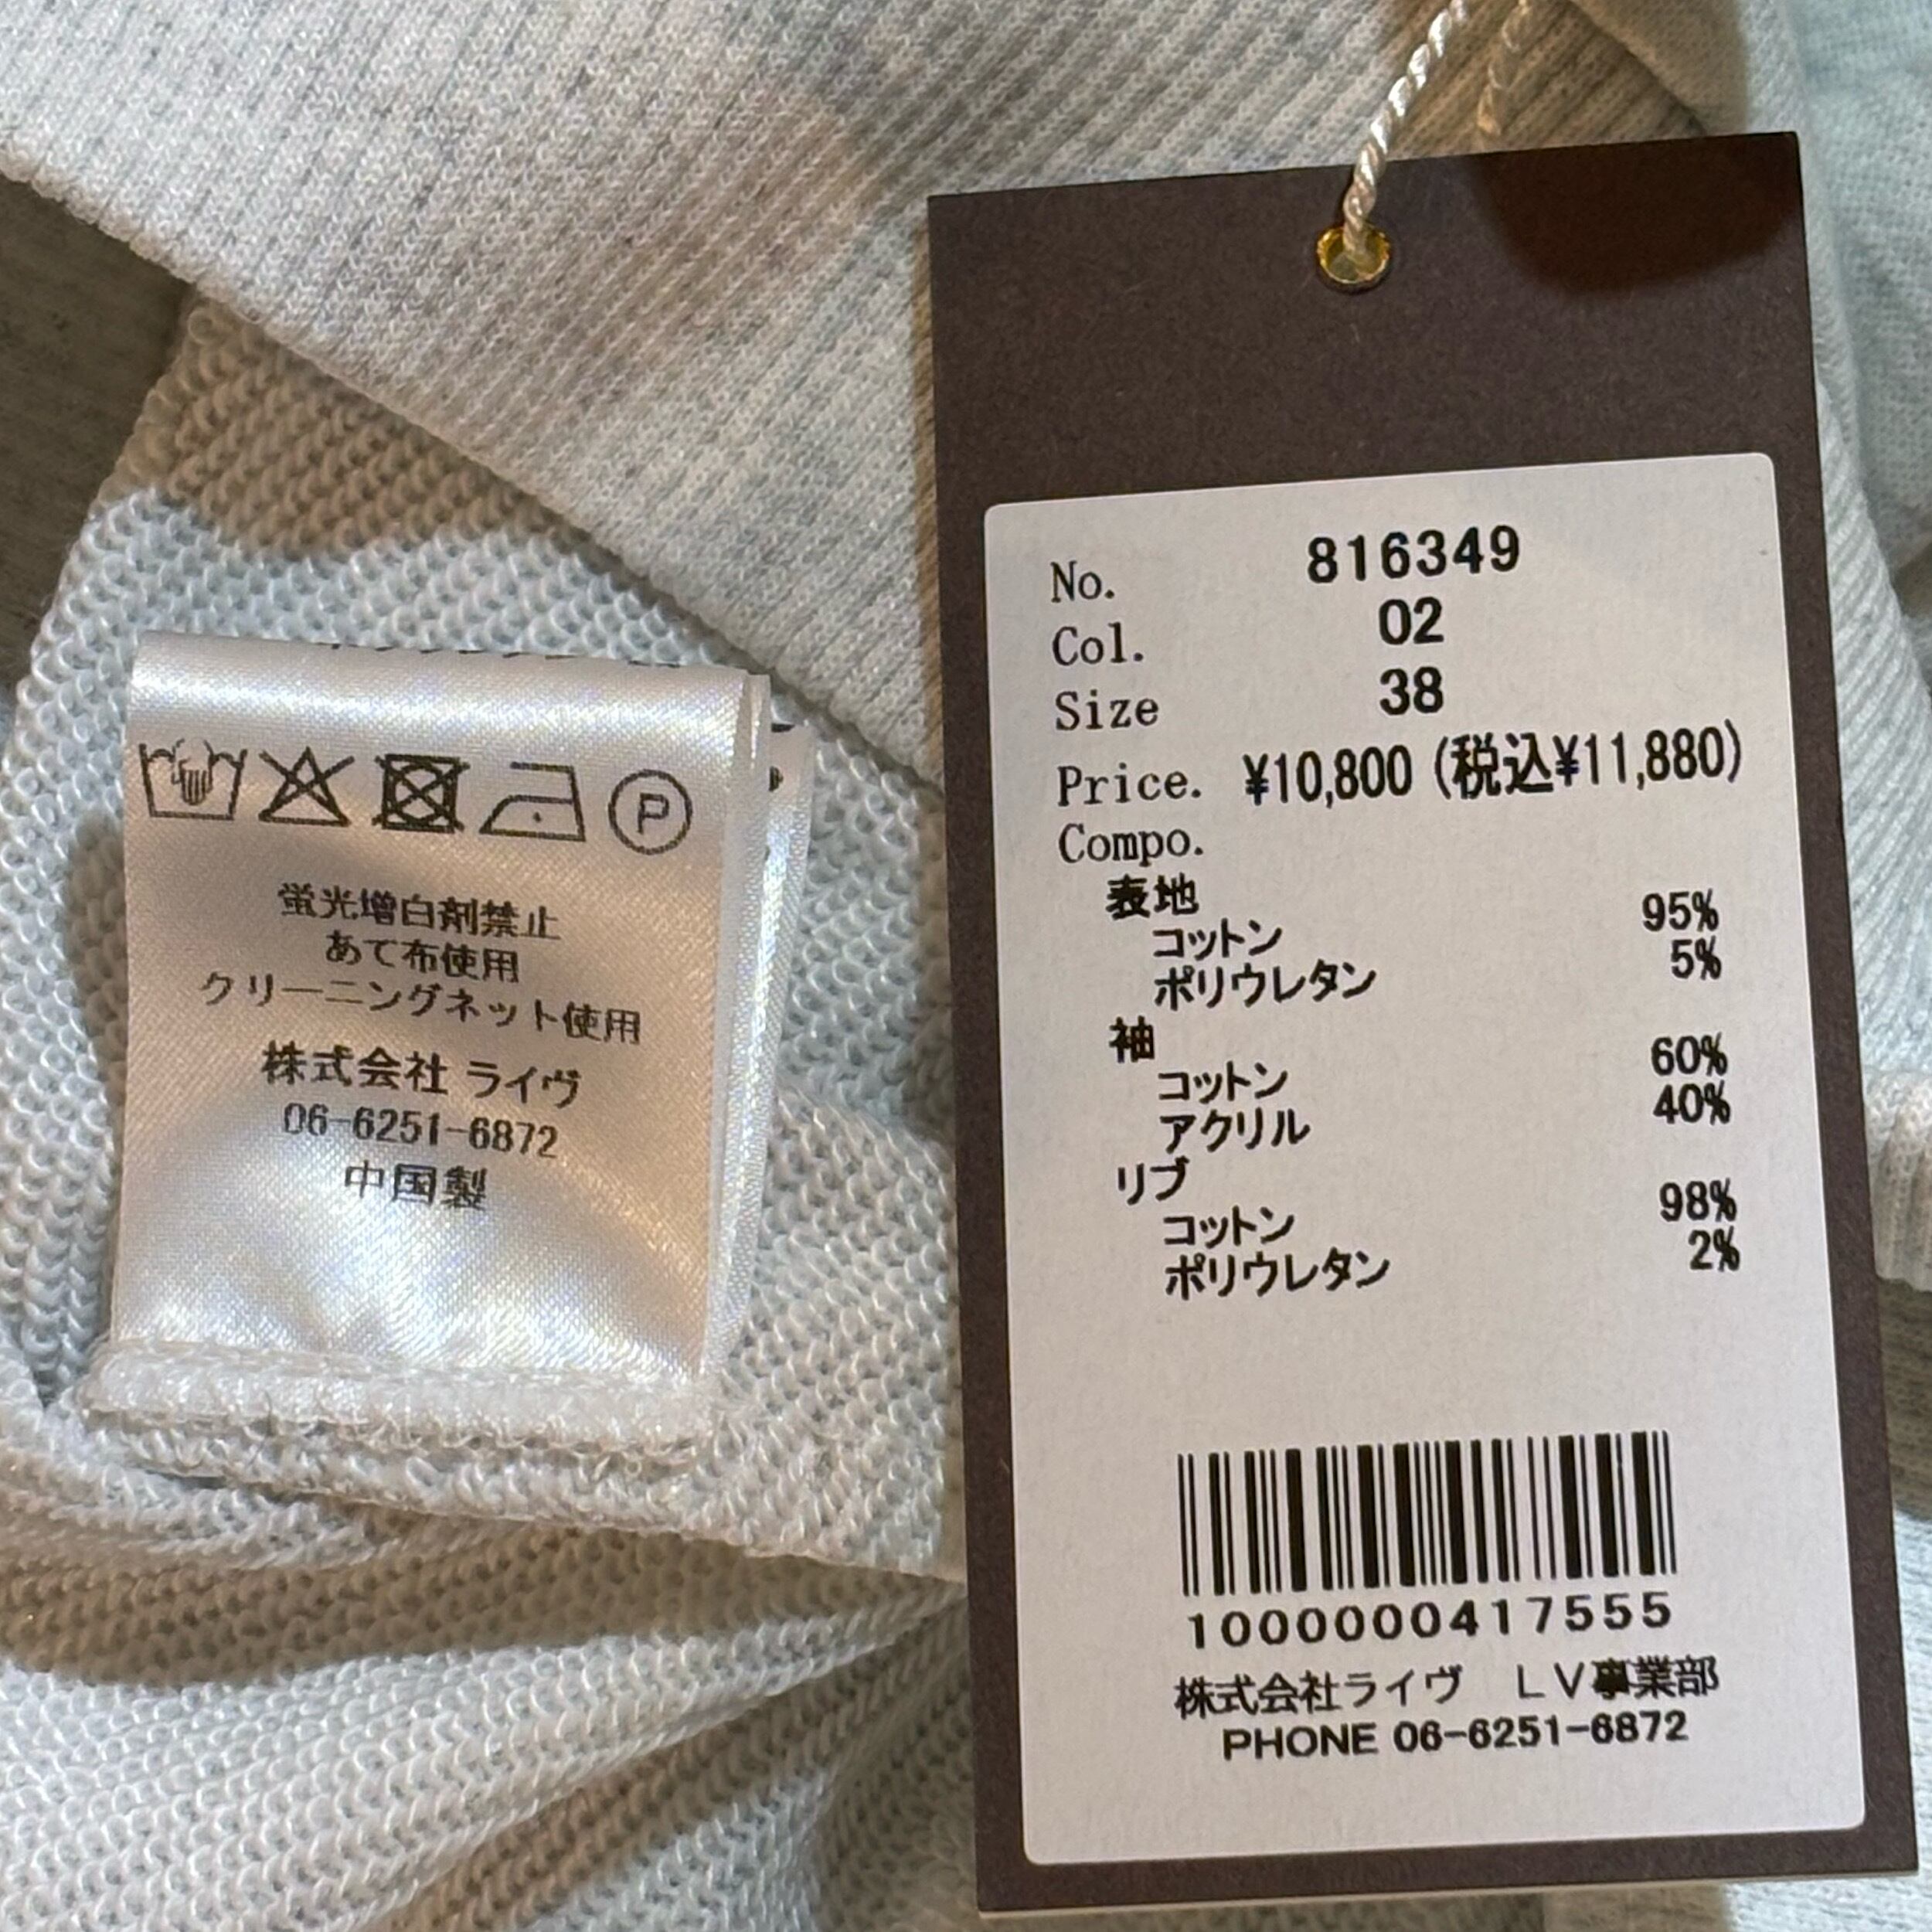 蛍光増白剤禁止
あて布使用
クリーニングネット使用
株式会社 ライヴ
06-6251-6872
中国製
No. 816349
Col. 02
Size 38
Price. ¥10,800 (税込¥11,880)
Compo.
表地
コットン 95%
ポリウレタン 5%
袖
コットン 60%
アクリル 40%
リブ
コットン 98%
ポリウレタン 2%
1000000417555
株式会社ライヴ　LV事業部
PHONE 06-6251-6872